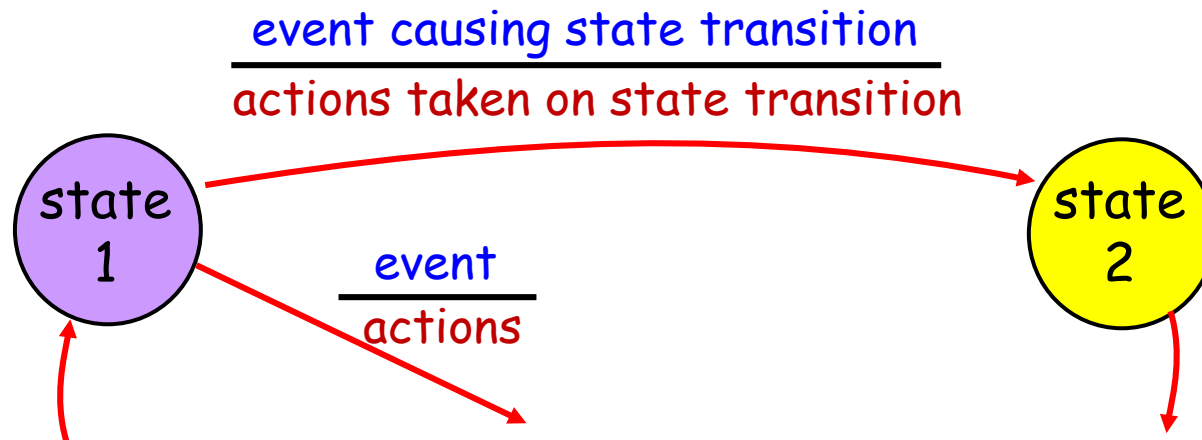 event causing state transition
actions taken on state transition
state
1
state
2
event
actions